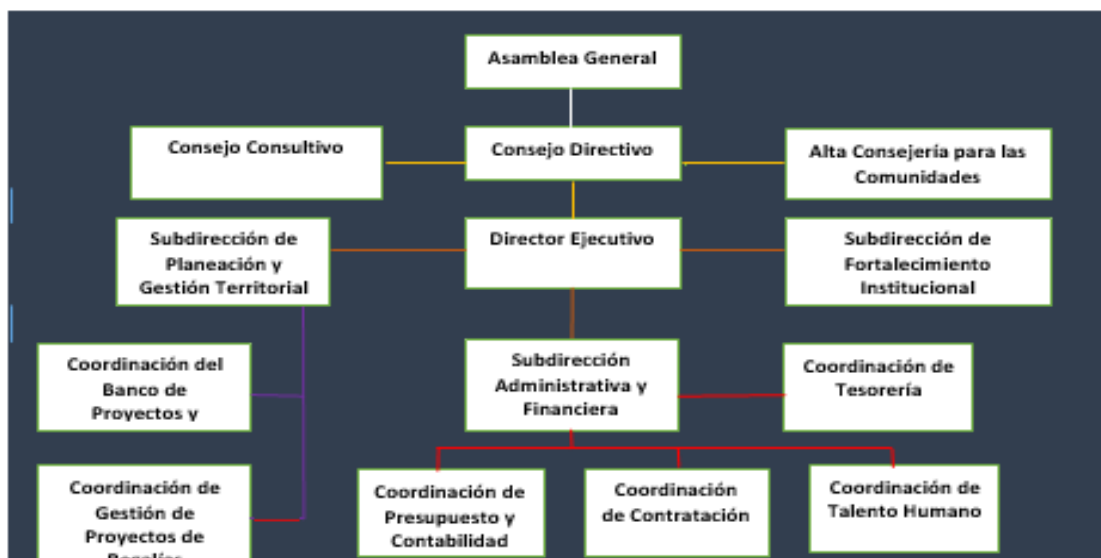 Asamblea General
Consejo Consultivo
Consejo Directivo
Alta Consejería para las
Comunidades
Subdirección de
Planeación y
Gestión Territorial
Director Ejecutivo
Subdirección de
Fortalecimiento
Institucional
Coordinación del
Banco de
Proyectos y
Subdirección
Administrativa y
Financiera
Coordinación de
Tesorería
Coordinación de
Gestión de
Proyectos de
Coordinación de
Presupuesto y
Contabilidad
Coordinación
de Contratación
Coordinación de
Talento Humano